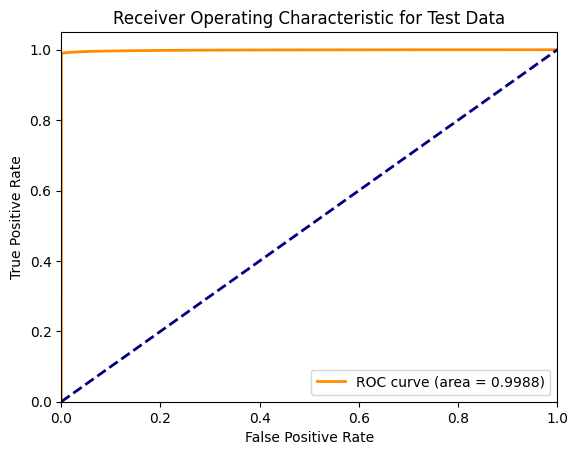 Receiver Operating Characteristic for Test Data
True Positive Rate
1.0
0.8
0.6
0.4
0.2
0.0
ROC curve (area = 0.9988)
0.0 0.2 0.4 0.6 0.8 1.0
False Positive Rate